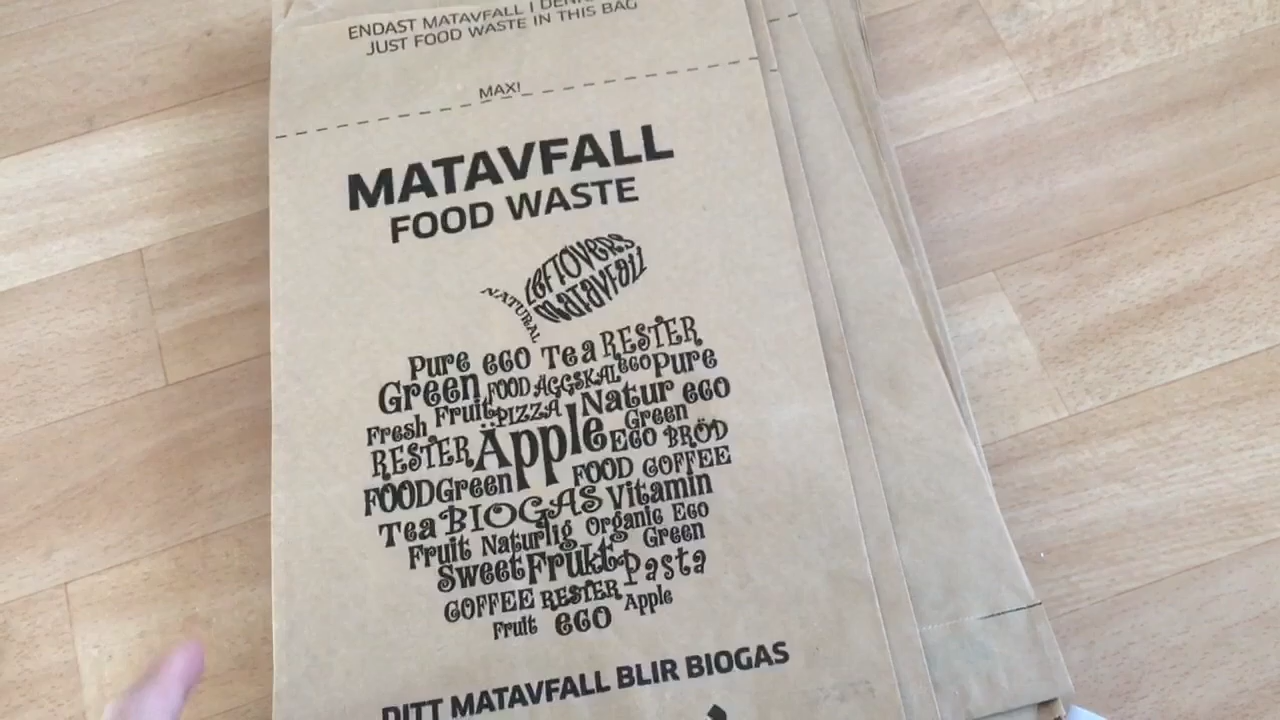 ENDAST MATAVFALL I
JUST FOOD WASTE IN THIS BAG
MAX!
MATAVFALL
FOOD WASTE
LEFTOVERS
NATURAL MATAVFALL
Pure eco Tea RESTER
Green FOOD ÄGGSKAL eco Pure
Fresh Fruit PIZZA Natur eco
RESTER Äpple Green
ECO BRÖD
FOOD Green FOOD COFFEE
Tea BIOGAS Vitamin
Fruit Naturlig Organic Eco
Sweet Frukt Green
Pasta
COFFEE RESTER Apple
Fruit eco
DITT MATAVFALL BLIR BIOGAS